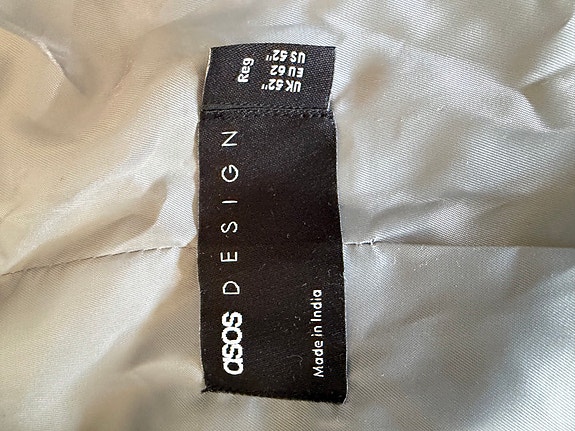 asos DESIGN
Made in India
UK 52"
EU 62
US 52"
Reg